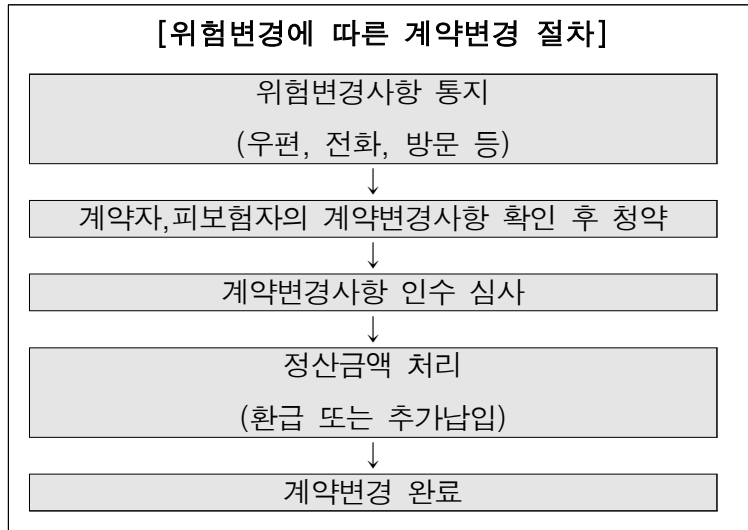 [위험변경에 따른 계약변경 절차]
위험변경사항 통지
(우편, 전화, 방문 등)
↓
계약자,피보험자의 계약변경사항 확인 후 청약
↓
계약변경사항 인수 심사
↓
정산금액 처리
(환급 또는 추가납입)
↓
계약변경 완료